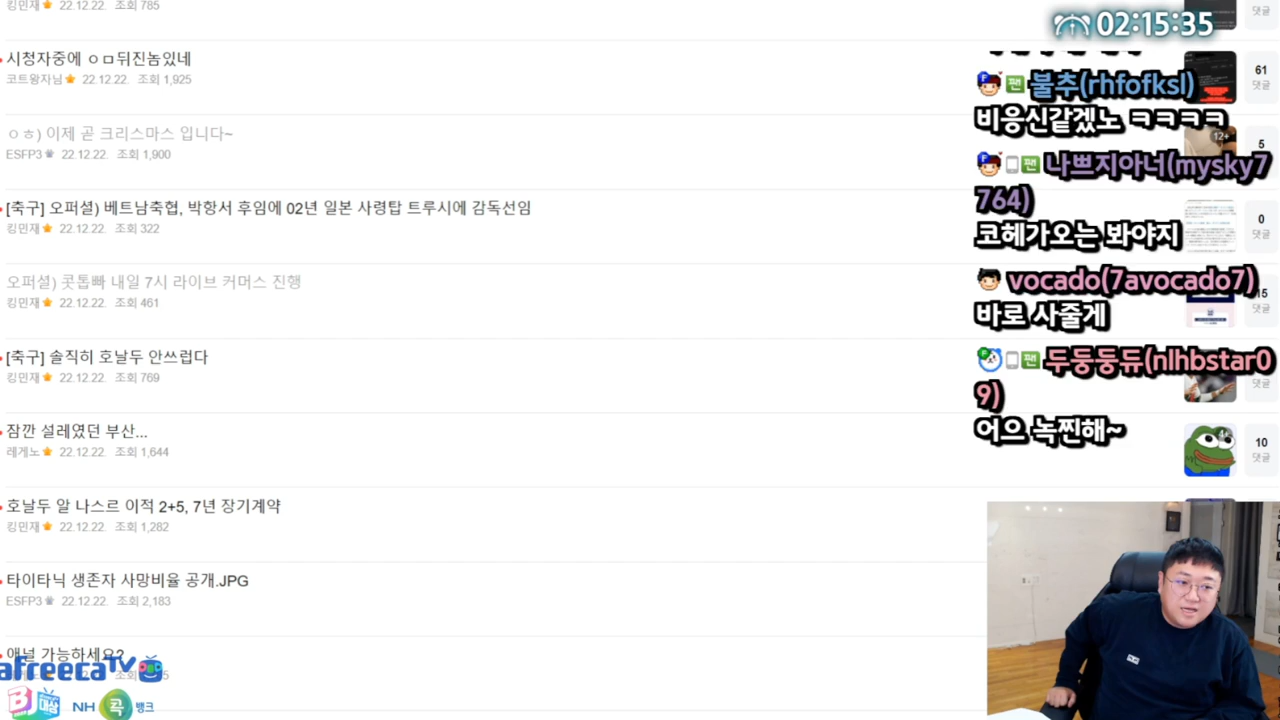 킹민재 22.12.22. 조회 785
댓글
02:15:35
시청자중에 ㅇㅁ뒤진놈있네
코트왕자님 22.12.22. 조회 1,925
61
댓글
불추(rhfofksl)
비응신같겠노 ㅋㅋㅋㅋ
ㅇㅎ) 이제 곧 크리스마스 입니다~
ESFP3 22.12.22. 조회 1,900
12+
5
팬 나쁘지아너(mysky7
764)
코헤가오는 봐야지
[축구] 오퍼셜) 베트남축협, 박항서 후임에 02년 일본 사령탑 트루시에 감독선임
킹민재 22.12.22. 조회 322
0
댓글
오퍼셜) 콧톱빠 내일 7시 라이브 커머스 진행
킹민재 22.12.22. 조회 461
vocado(7avocado7)
바로 사줄게
15
댓글
[축구] 솔직히 호날두 안쓰럽다
킹민재 22.12.22. 조회 769
팬 두둥둥듀(nlhbstar0
9)
어으 녹찐해~
댓글
잠깐 설레였던 부산...
레게노 22.12.22. 조회 1,644
4+
10
댓글
호날두 알 나스르 이적 2+5, 7년 장기계약
킹민재 22.12.22. 조회 1,282
타이타닉 생존자 사망비율 공개.JPG
ESFP3 22.12.22. 조회 2,183
애널 가능하세요?
afreecaTV
B 대상 NH 콕 뱅크